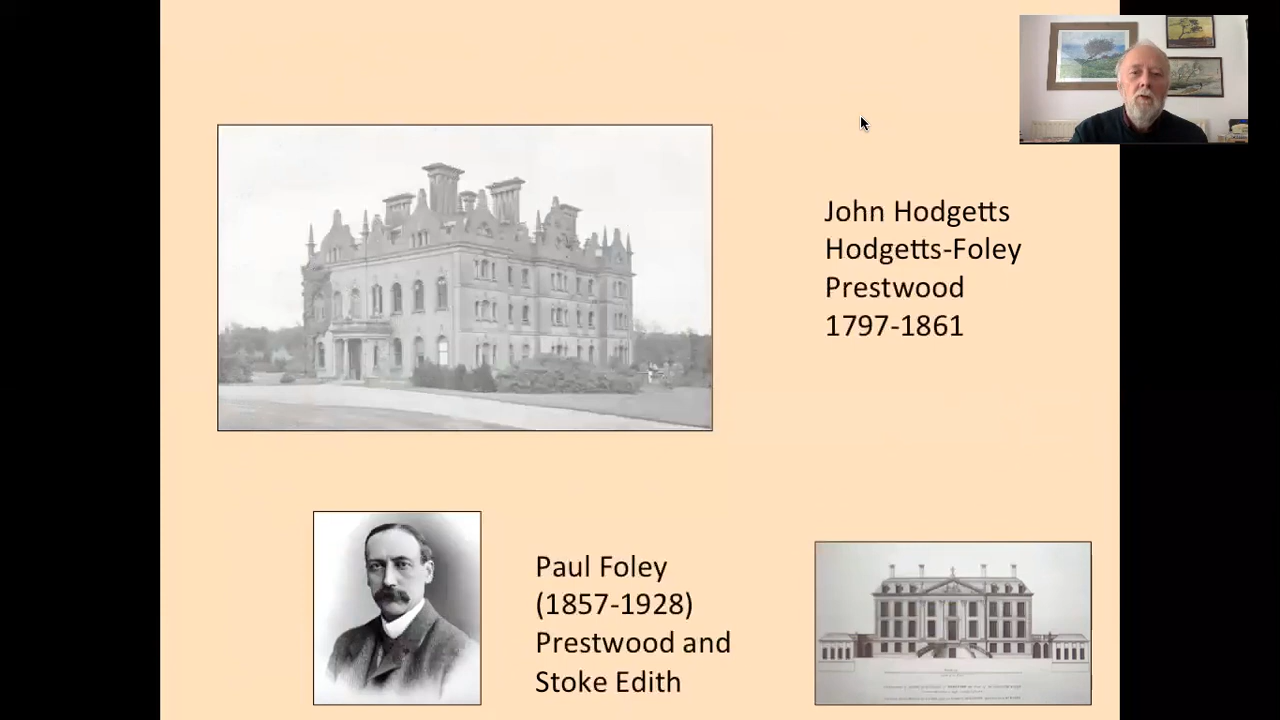 John Hodgetts
Hodgetts-Foley
Prestwood
1797-1861
Paul Foley
(1857-1928)
Prestwood and
Stoke Edith